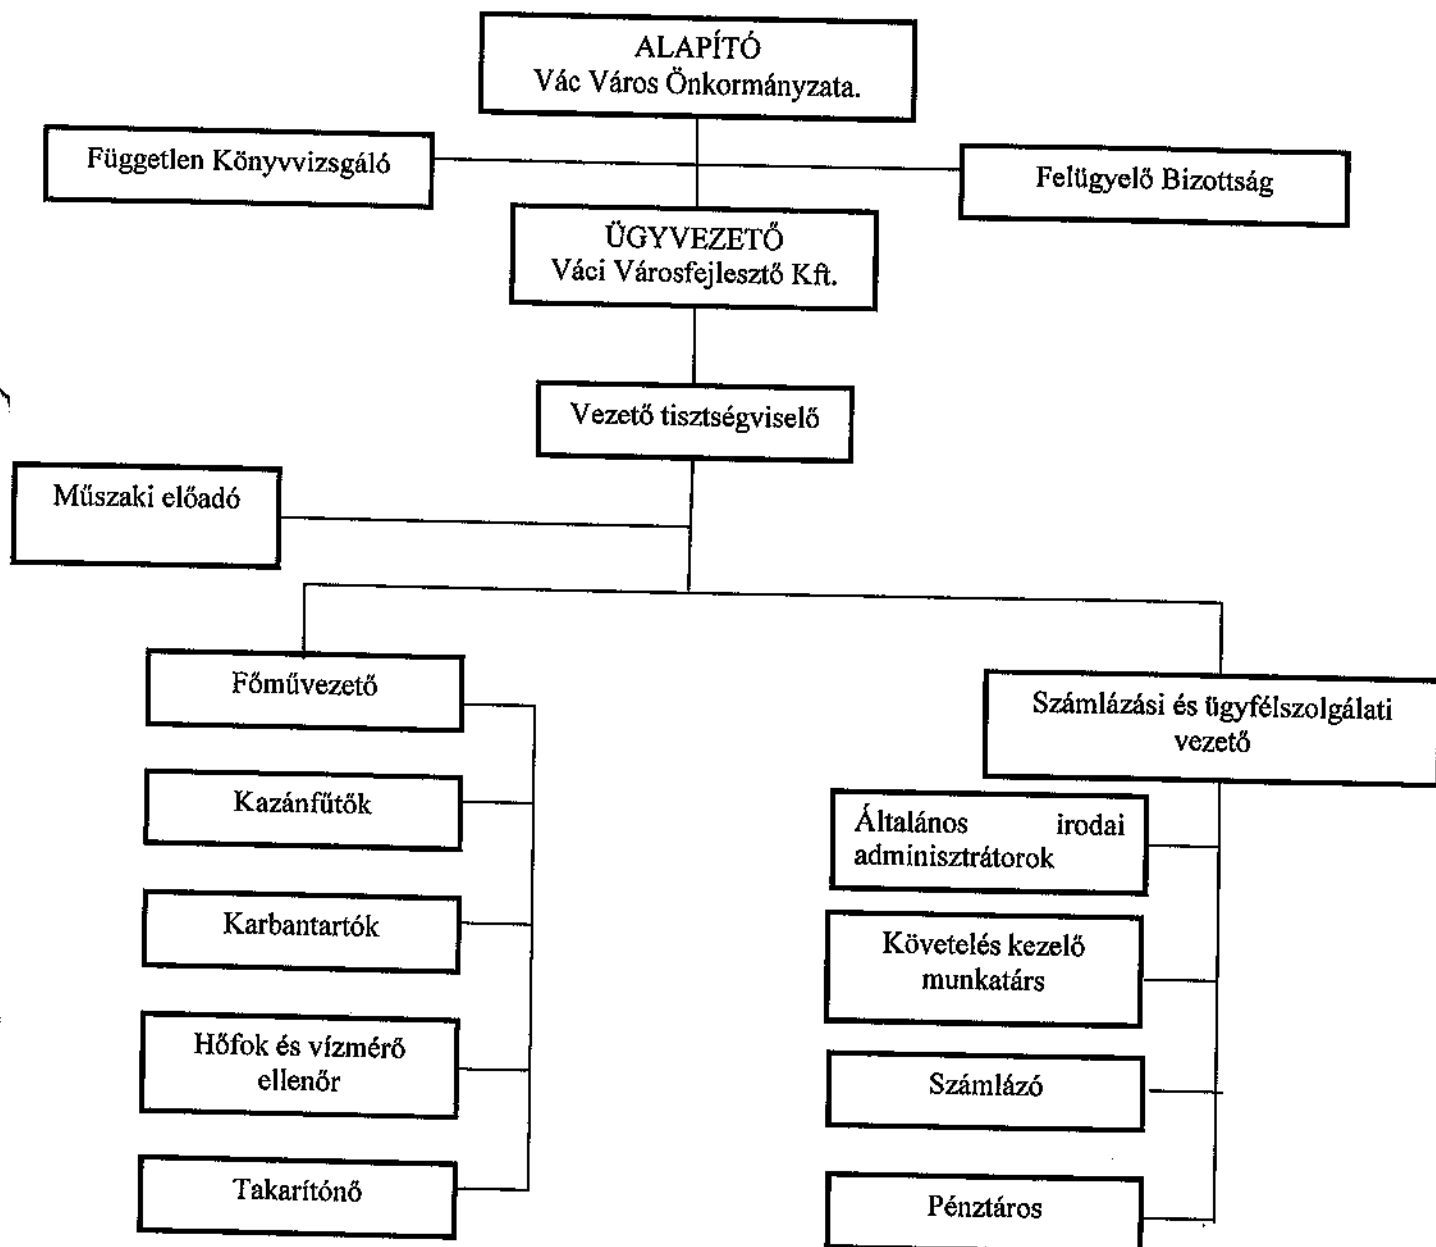 ALAPÍTÓ
Vác Város Önkormányzata.
Független Könyvvizsgáló
Felügyelő Bizottság
ÜGYVEZETŐ
Váci Városfejlesztő Kft.
Vezető tisztségviselő
Műszaki előadó
Főművezető
Kazánfűtők
Karbantartók
Hőfok és vízmérő
ellenőr
Takarítónő
Számlázási és ügyfélszolgálati
vezető
Általános irodai
adminisztrátorok
Követelés kezelő
munkatárs
Számlázó
Pénztáros